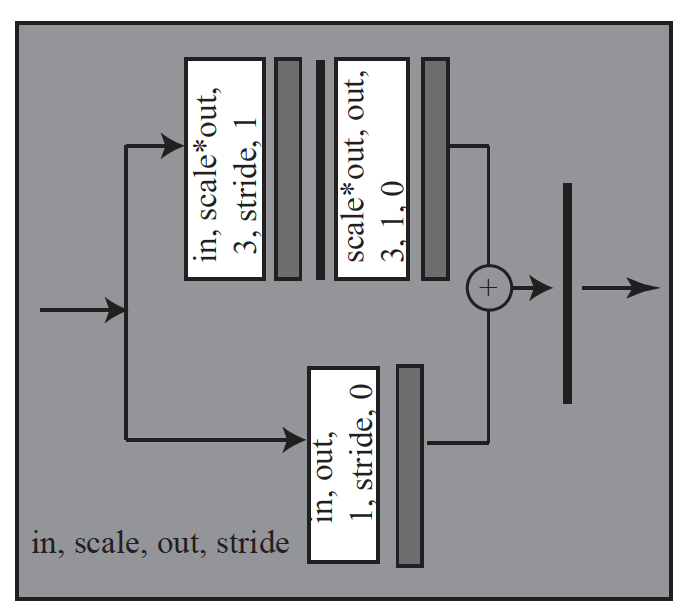 in, scale*out,
3, stride, 1
scale*out, out,
3, 1, 0
+
in, out,
1, stride, 0
in, scale, out, stride